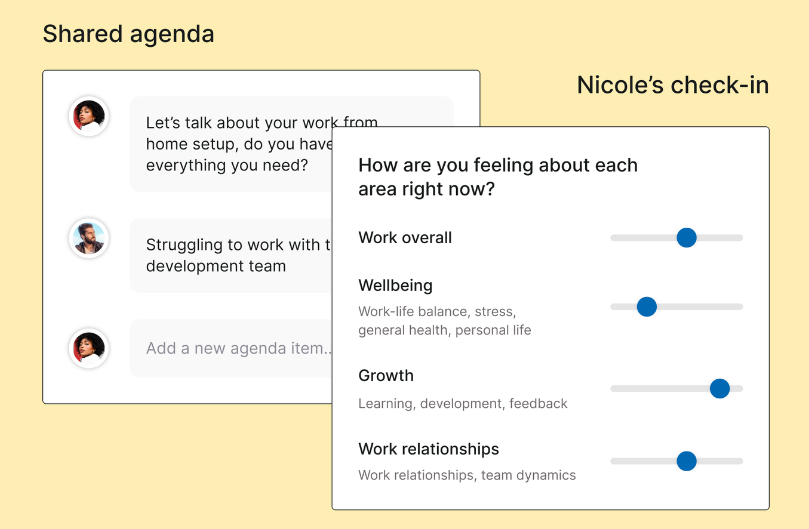 Shared agenda
Let’s talk about your work from
home setup, do you have
everything you need?
Struggling to work with
development team
Add a new agenda item..
Nicole’s check-in
How are you feeling about each
area right now?
Work overall
Wellbeing
Work-life balance, stress,
general health, personal life
Growth
Learning, development, feedback
Work relationships
Work relationships, team dynamics